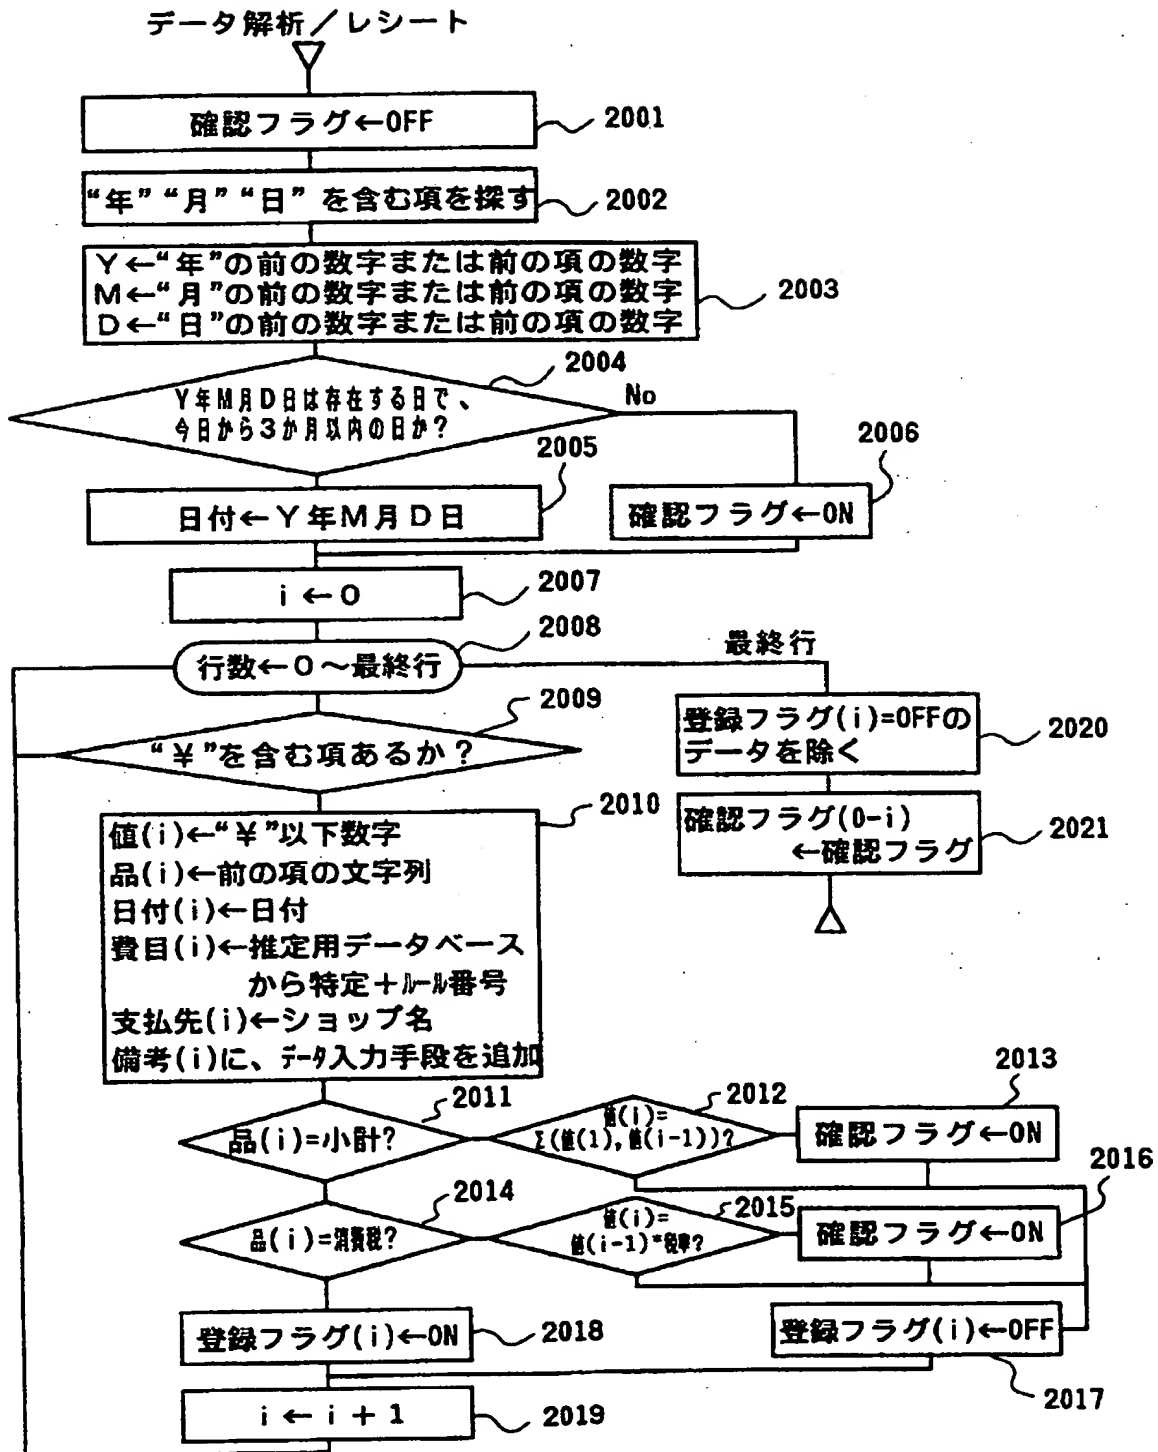 データ解析／レシート
確認フラグ←OFF
2001
“年”“月”“日”を含む項を探す
2002
Y←“年”の前の数字または前の項の数字
M←“月”の前の数字または前の項の数字
D←“日”の前の数字または前の項の数字
2003
2004
Y年M月D日は存在する日で、
今日から3か月以内の日か?
No
2005
日付←Y年M月D日
2006
確認フラグ←ON
i←0
2007
2008
行数←0～最終行
最終行
2009
“¥”を含む項あるか？
登録フラグ(i)=OFFの
データを除く
2020
確認フラグ(0-i)
←確認フラグ
2021
2010
値(i)←“¥”以下数字
品(i)←前の項の文字列
日付(i)←日付
費目(i)←推定用データベース
から特定＋ルール番号
支払先(i)←ショップ名
備考(i)に、データ入力手段を追加
2011
品(i)=小計?
2012
値(i)=
Σ(値(1),値(i-1))?
2013
確認フラグ←ON
2014
品(i)=消費税?
2015
値(i)=
値(i-1)*税率?
2016
確認フラグ←ON
登録フラグ(i)←ON
2018
登録フラグ(i)←OFF
2017
i←i+1
2019